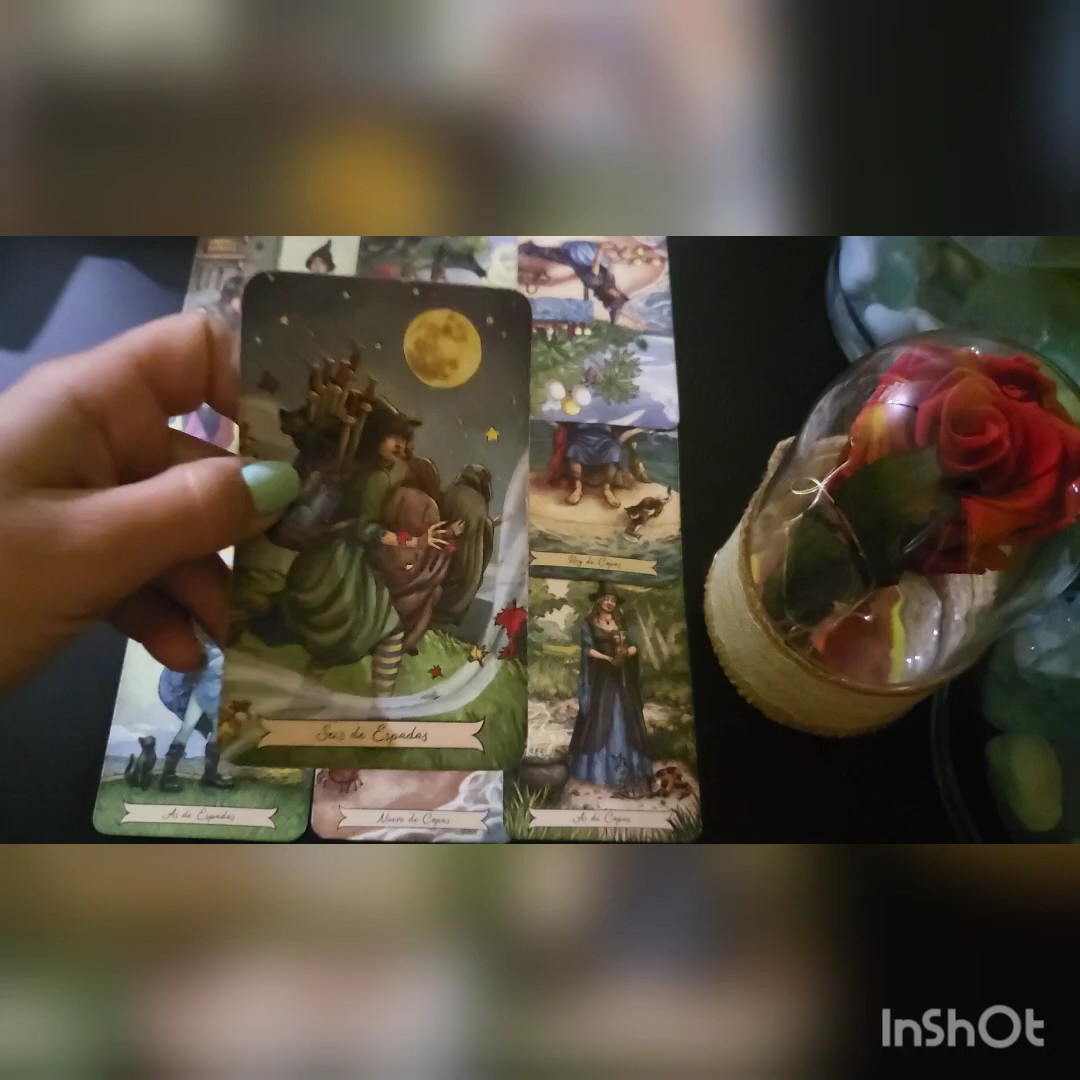 Rey de Copas
Seis de Espadas
As de Espadas
Nueve de Copas
As de Copas
InShOt